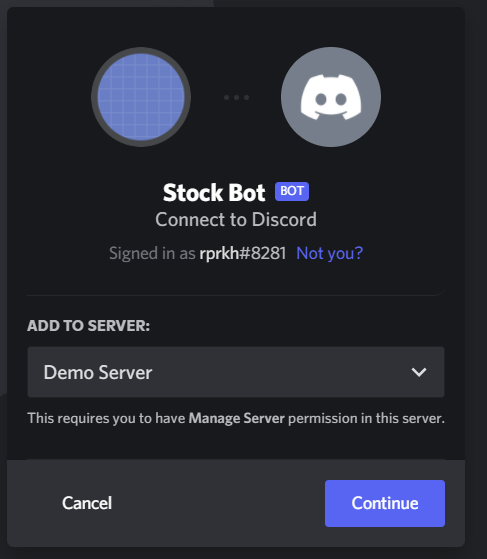 Stock Bot BOT
Connect to Discord
Signed in as rprkh#8281 Not you?
ADD TO SERVER:
Demo Server
This requires you to have Manage Server permission in this server.
Cancel Continue